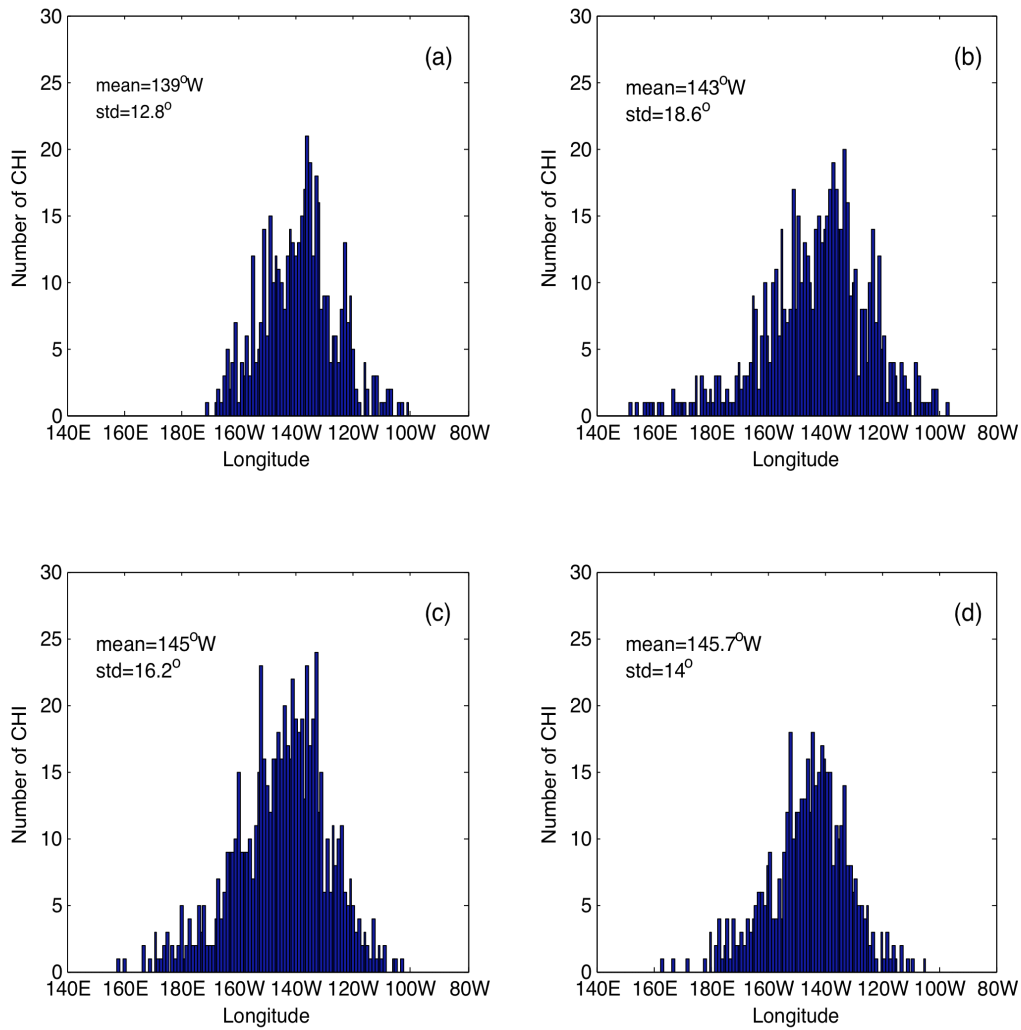 30
25
20
15
10
5
0
(a)
mean=139°W
std=12.8°
Number of CHI
140E 160E 180W 160W 140W 120W 100W 80W
Longitude
30
25
20
15
10
5
0
(b)
mean=143°W
std=18.6°
Number of CHI
140E 160E 180W 160W 140W 120W 100W 80W
Longitude
30
25
20
15
10
5
0
(c)
mean=145°W
std=16.2°
Number of CHI
140E 160E 180W 160W 140W 120W 100W 80W
Longitude
30
25
20
15
10
5
0
(d)
mean=145.7°W
std=14°
Number of CHI
140E 160E 180W 160W 140W 120W 100W 80W
Longitude